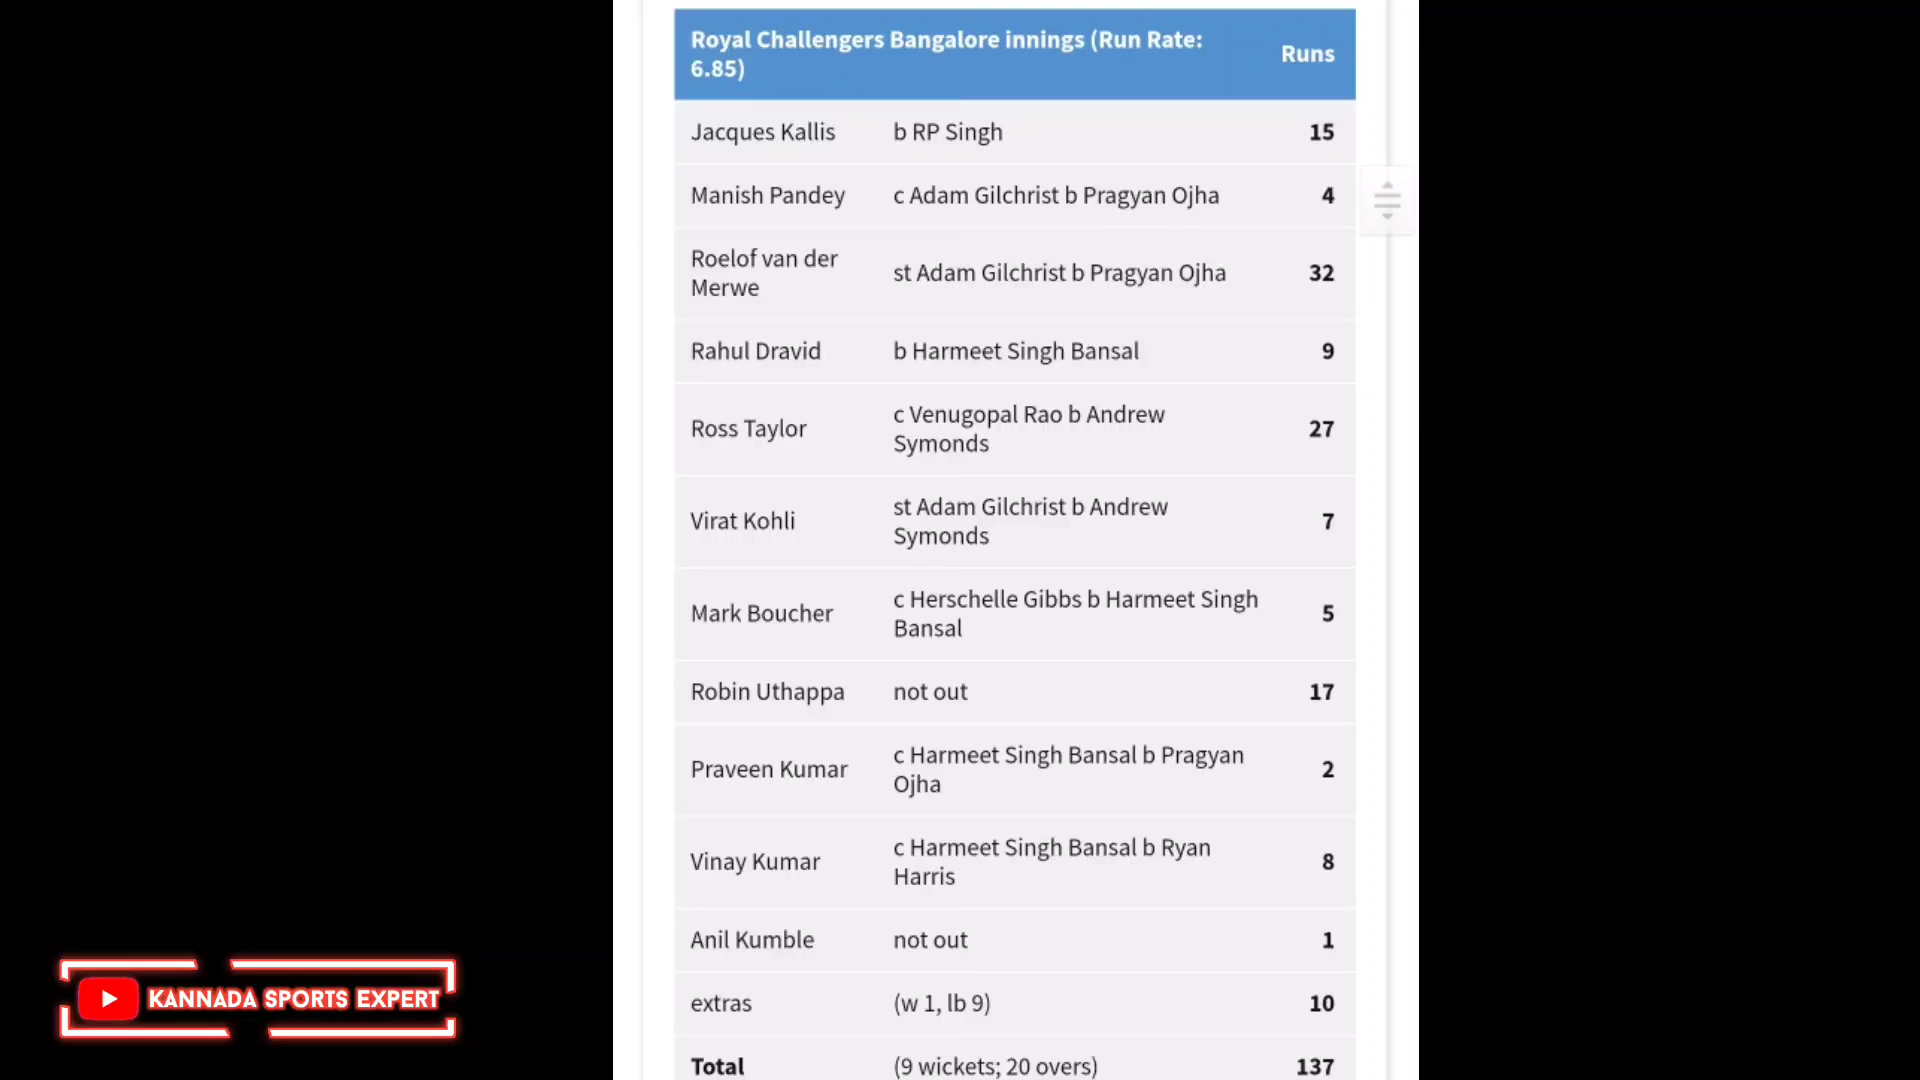 Royal Challengers Bangalore innings (Run Rate: Runs
6.85)
Jacques Kallis b RP Singh 15
Manish Pandey c Adam Gilchrist b Pragyan Ojha 4
Roelof van der
Merwe st Adam Gilchrist b Pragyan Ojha 32
Rahul Dravid b Harmeet Singh Bansal 9
Ross Taylor c Venugopal Rao b Andrew
Symonds 27
Virat Kohli st Adam Gilchrist b Andrew
Symonds 7
Mark Boucher c Herschelle Gibbs b Harmeet Singh
Bansal 5
Robin Uthappa not out 17
Praveen Kumar c Harmeet Singh Bansal b Pragyan
Ojha 2
Vinay Kumar c Harmeet Singh Bansal b Ryan
Harris 8
Anil Kumble not out 1
extras (w 1, lb 9) 10
Total (9 wickets; 20 overs) 137
KANNADA SPORTS EXPERT